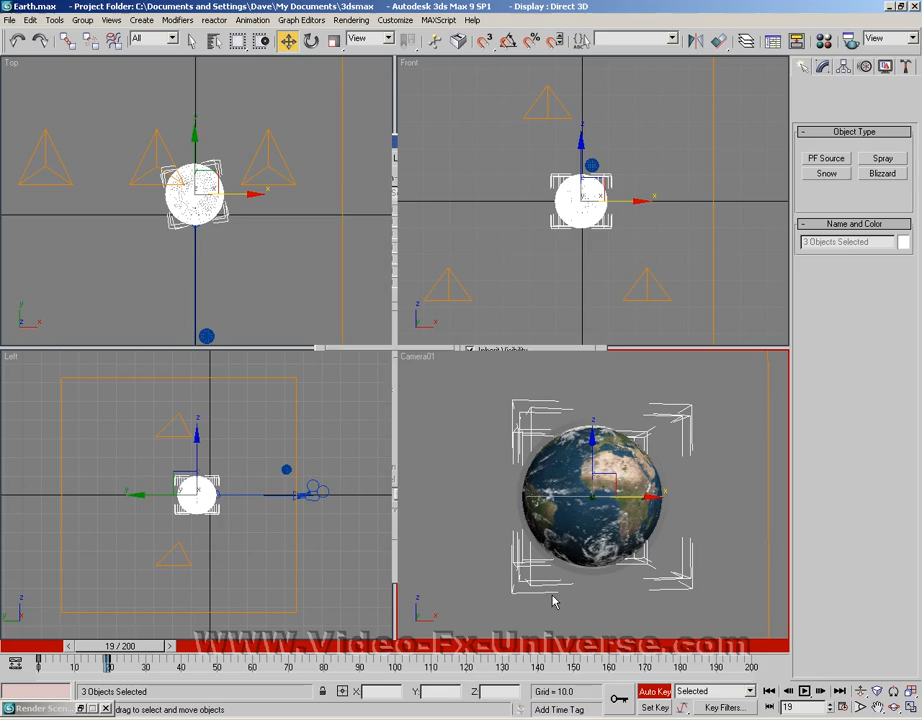 Earth.max - Project Folder: C:\Documents and Settings\Dave\My Documents\3dsmax - Autodesk 3ds Max 9 SP1 - Display : Direct 3D
File Edit Tools Group Views Create Modifiers reactor Animation Graph Editors Rendering Customize MAXScript Help
All View View
Top
Front
Left
Camera01
Object Type
PF Source Spray
Snow Blizzard
Name and Color
3 Objects Selected
Inherit Visibility
19 / 200
www.Video-Fx-Universe.com
0 10 20 30 40 50 60 70 80 90 100 110 120 130 140 150 160 170 180 190 200
3 Objects Selected X: Y: Z: Grid = 10.0 Auto Key Selected
Render Scen drag to select and move objects Add Time Tag Set Key Key Filters... 19